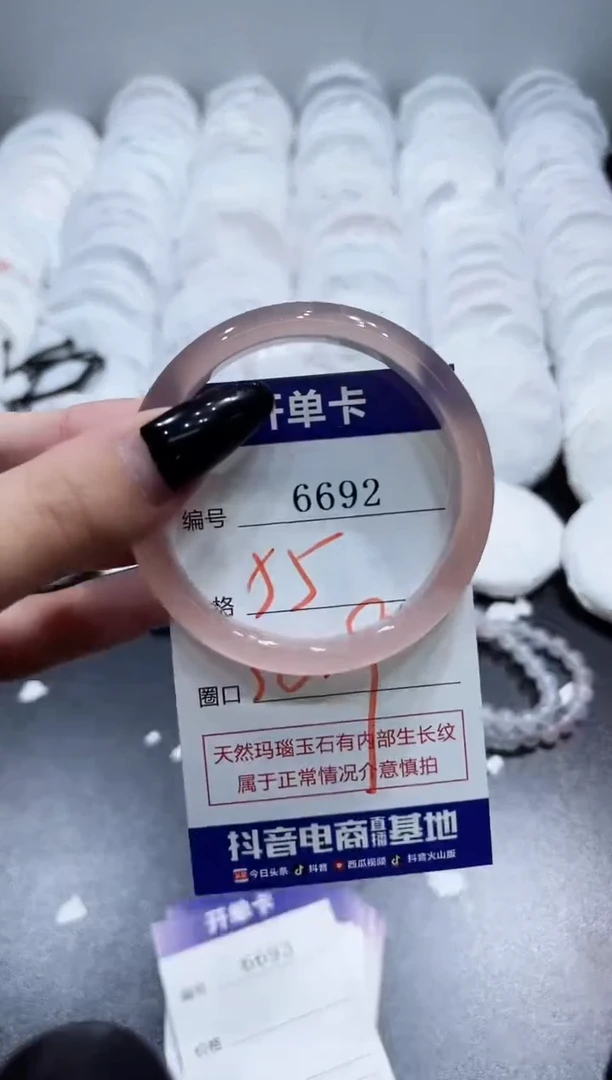 开单卡
编号 6692
格 55
圈口
天然玛瑙玉石有内部生长纹
属于正常情况介意慎拍
抖音电商直播基地
今日头条 抖音 西瓜视频 抖音火山版
开单卡
编号 6693
价格